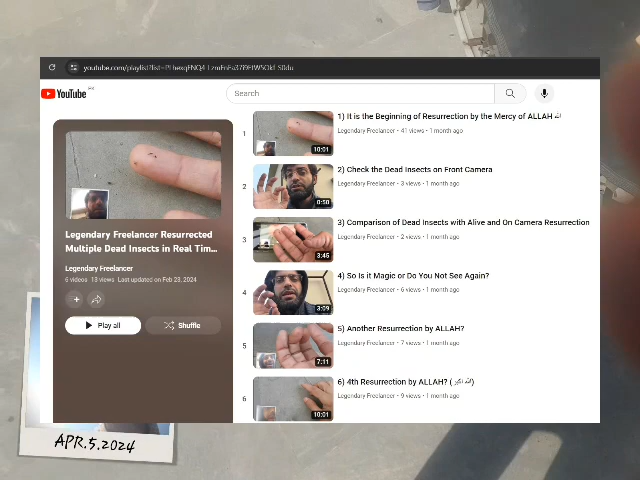 YouTube
PK
Search
Legendary Freelancer Resurrected
Multiple Dead Insects in Real Tim...
Legendary Freelancer
6 videos 13 views Last updated on Feb 23, 2024
Play all
Shuffle
1
10:01
1) It is the Beginning of Resurrection by the Mercy of ALLAH
Legendary Freelancer • 41 views • 1 month ago
2
0:50
2) Check the Dead Insects on Front Camera
Legendary Freelancer • 3 views • 1 month ago
3
3:45
3) Comparison of Dead Insects with Alive and On Camera Resurrection
Legendary Freelancer • 2 views • 1 month ago
4
3:09
4) So Is it Magic or Do You Not See Again?
Legendary Freelancer • 6 views • 1 month ago
5
7:11
5) Another Resurrection by ALLAH?
Legendary Freelancer • 7 views • 1 month ago
6
10:01
6) 4th Resurrection by ALLAH?
Legendary Freelancer • 9 views • 1 month ago
APR.5.2024